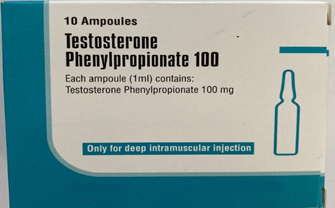 10 Ampoules
Testosterone
Phenylpropionate 100
Each ampoule (1ml) contains:
Testosterone Phenylpropionate 100 mg
Only for deep intramuscular injection